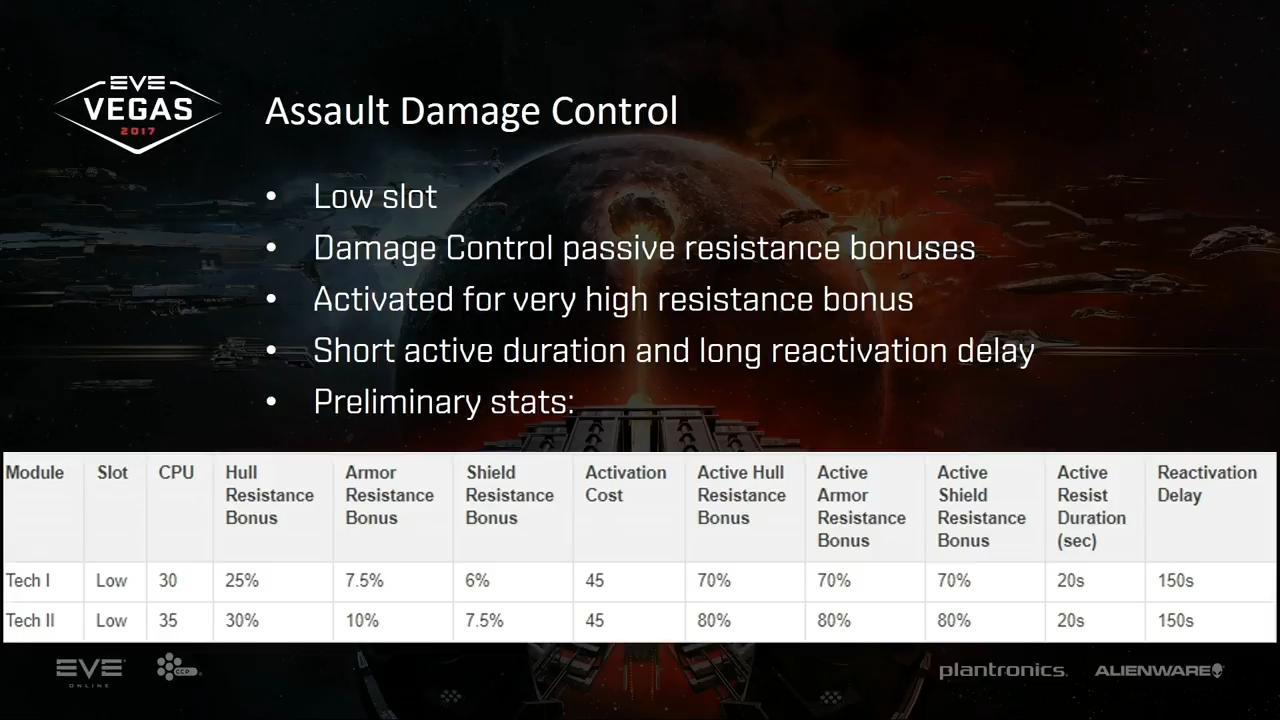 EVE
VEGAS
2017
Assault Damage Control
• Low slot
• Damage Control passive resistance bonuses
• Activated for very high resistance bonus
• Short active duration and long reactivation delay
• Preliminary stats:
Module Slot CPU Hull Resistance Bonus Armor Resistance Bonus Shield Resistance Bonus Activation Cost Active Hull Resistance Bonus Active Armor Resistance Bonus Active Shield Resistance Bonus Active Resist Duration (sec) Reactivation Delay
Tech I Low 30 25% 7.5% 6% 45 70% 70% 70% 20s 150s
Tech II Low 35 30% 10% 7.5% 45 80% 80% 80% 20s 150s
EVE
ONLINE
CCP
plantronics.
ALIENWARE